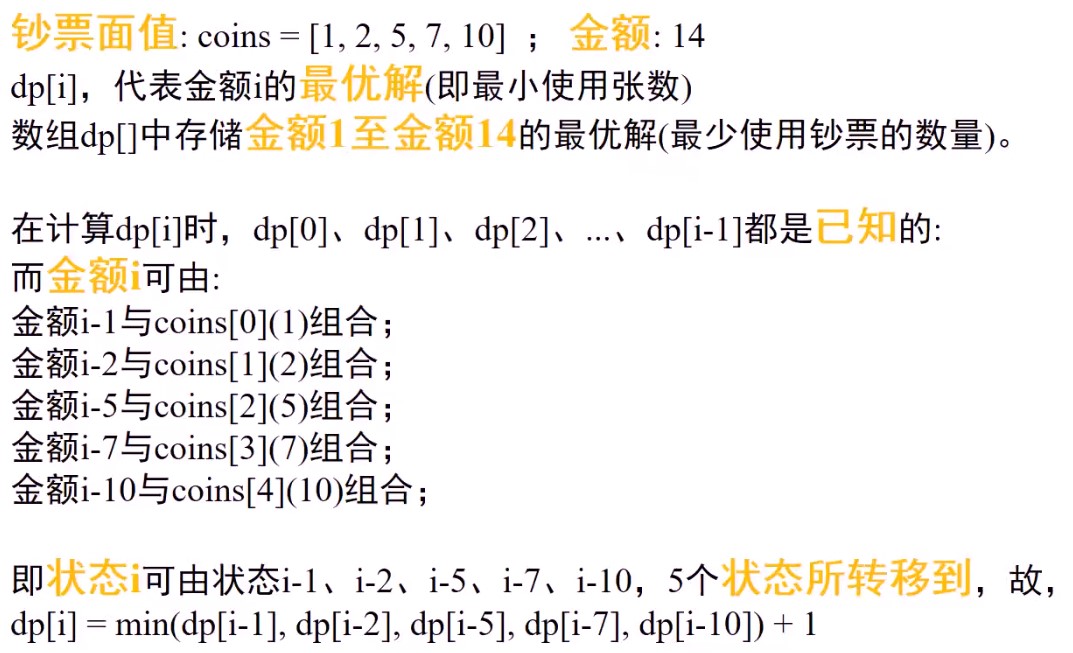 钞票面值: coins = [1, 2, 5, 7, 10] ； 金额: 14
dp[i]，代表金额i的最优解(即最小使用张数)
数组dp[]中存储金额1至金额14的最优解(最少使用钞票的数量)。
在计算dp[i]时，dp[0]、dp[1]、dp[2]、...、dp[i-1]都是已知的:
而金额i可由:
金额i-1与coins[0](1)组合；
金额i-2与coins[1](2)组合；
金额i-5与coins[2](5)组合；
金额i-7与coins[3](7)组合；
金额i-10与coins[4](10)组合；
即状态i可由状态i-1、i-2、i-5、i-7、i-10，5个状态所转移到，故，
dp[i] = min(dp[i-1], dp[i-2], dp[i-5], dp[i-7], dp[i-10]) + 1